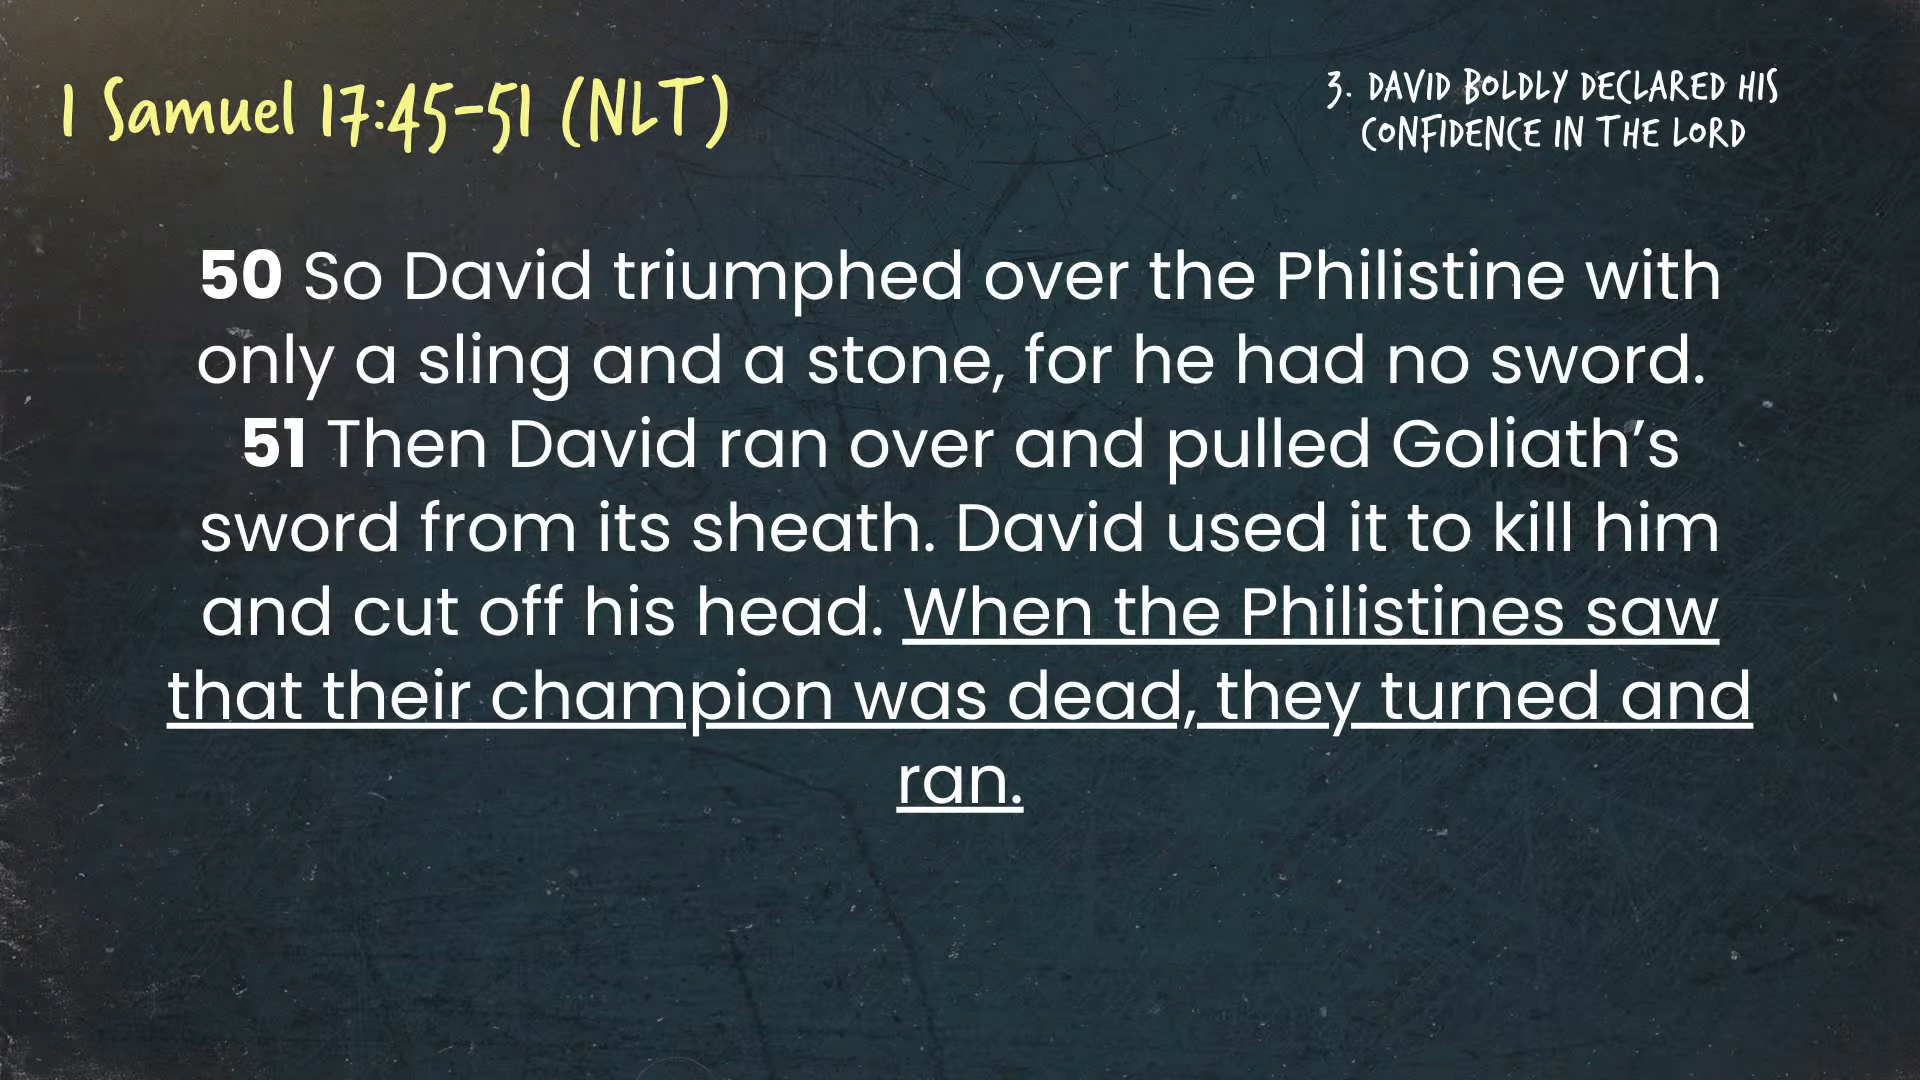 1 Samuel 17:45-51 (NLT)
3. DAVID BOLDLY DECLARED HIS
CONFIDENCE IN THE LORD
50 So David triumphed over the Philistine with
only a sling and a stone, for he had no sword.
51 Then David ran over and pulled Goliath’s
sword from its sheath. David used it to kill him
and cut off his head. When the Philistines saw
that their champion was dead, they turned and
ran.